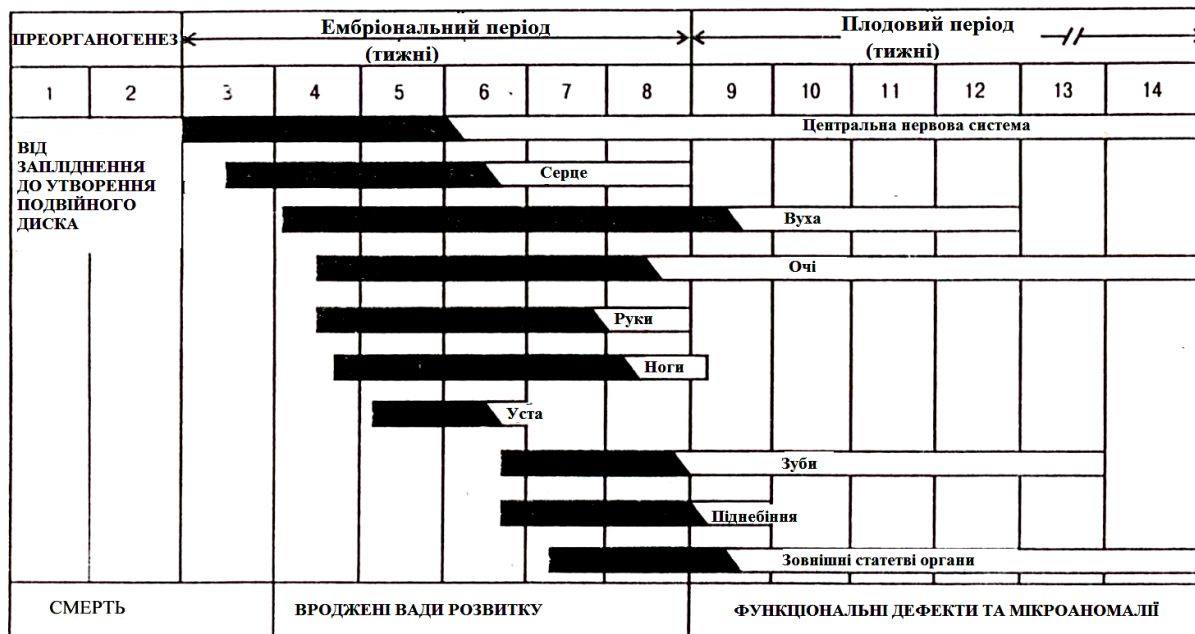 ПРЕОРГАНОГЕНЕЗ
Ембріональний період
(тижні)
Плодовий період
(тижні)
1 2 3 4 5 6 7 8 9 10 11 12 13 14
ВІД
ЗАПЛІДНЕННЯ
ДО УТВОРЕННЯ
ПОДВІЙНОГО
ДИСКА
Центральна нервова система
Серце
Вуха
Очі
Руки
Ноги
Уста
Зуби
Піднебіння
Зовнішні статетві органи
СМЕРТЬ
ВРОДЖЕНІ ВАДИ РОЗВИТКУ
ФУНКЦІОНАЛЬНІ ДЕФЕКТИ ТА МІКРОАНОМАЛІЇ